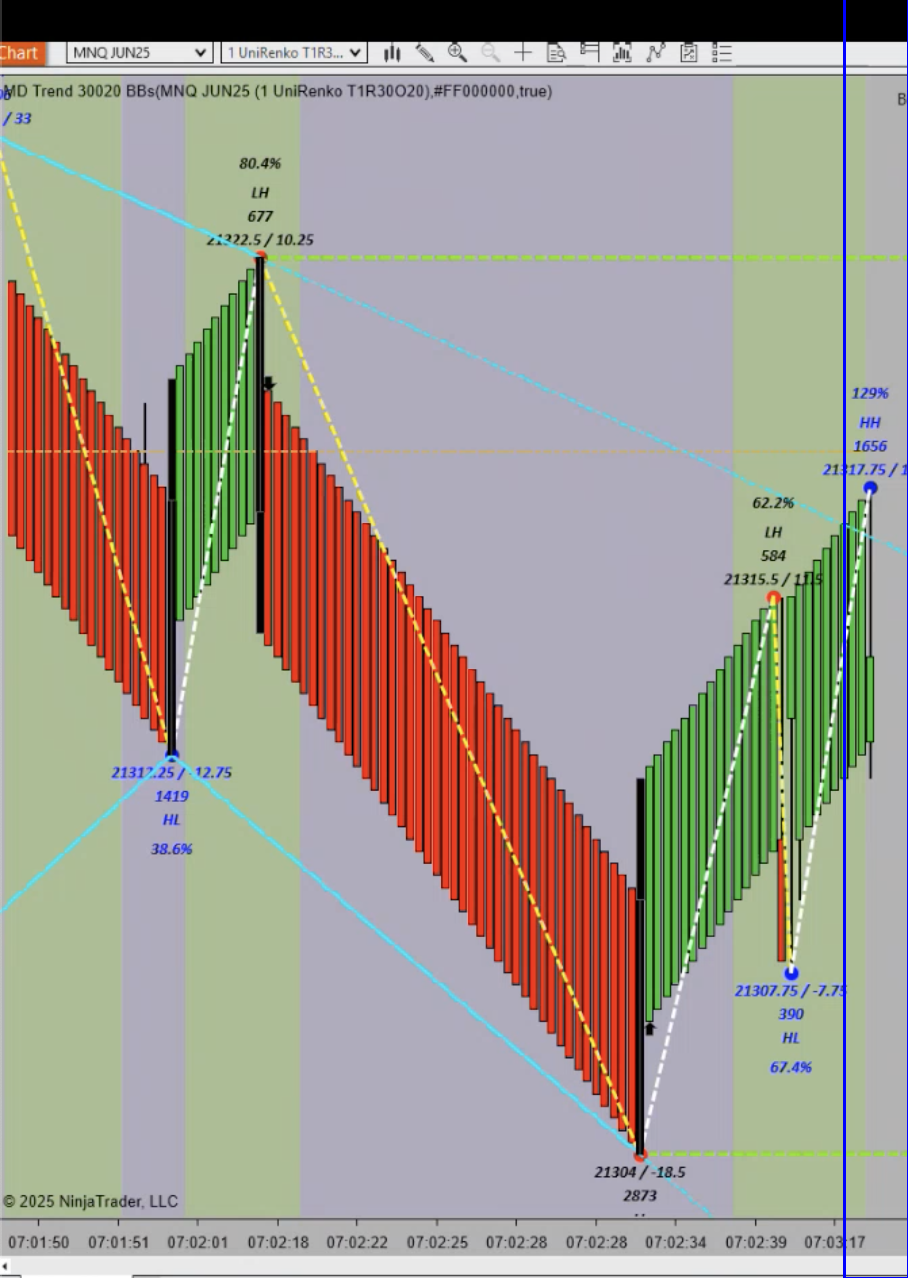 Chart
MNQ JUN25
1 UniRenko T1R3...
MD Trend 30020 BBs(MNQ JUN25 (1 UniRenko T1R30O20),#FF000000,true)
B
/ 33
80.4%
LH
677
21322.5 / 10.25
129%
HH
1656
21317.75 / 1
62.2%
LH
584
21315.5 / 11.5
21312.25 / -12.75
1419
HL
38.6%
21307.75 / -7.75
390
HL
67.4%
21304 / -18.5
2873
© 2025 NinjaTrader, LLC
07:01:50 07:01:51 07:02:01 07:02:18 07:02:22 07:02:25 07:02:28 07:02:28 07:02:34 07:02:39 07:03:17